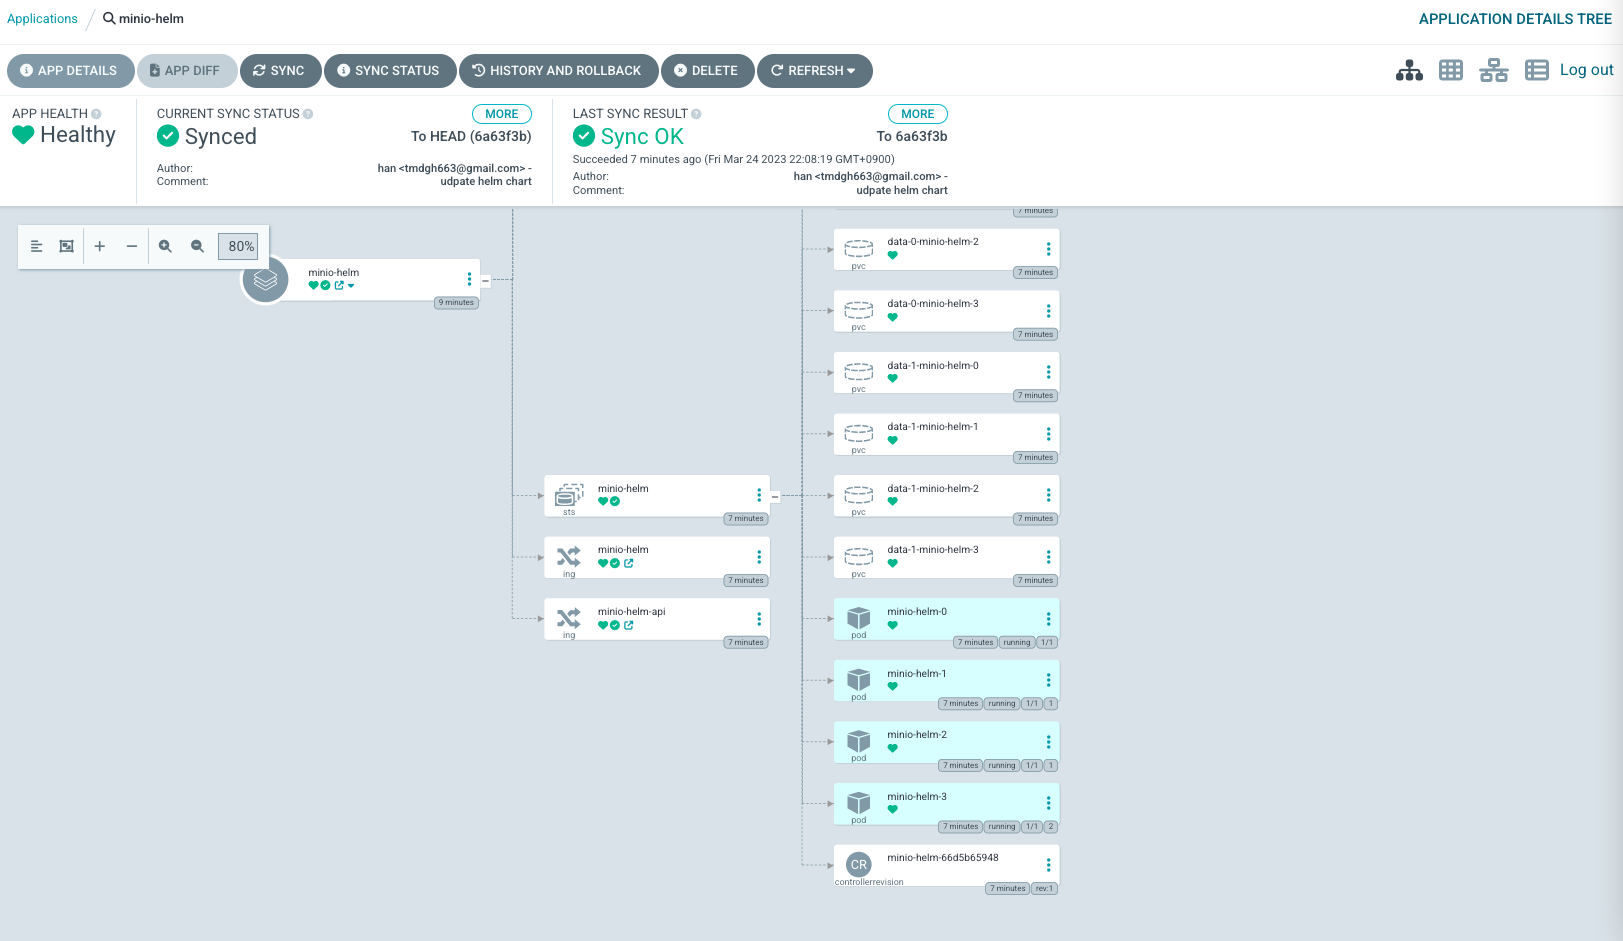 Applications / minio-helm
APPLICATION DETAILS TREE
APP DETAILS APP DIFF SYNC SYNC STATUS HISTORY AND ROLLBACK DELETE REFRESH
Log out
APP HEALTH
Healthy
CURRENT SYNC STATUS MORE
Synced To HEAD (6a63f3b)
Author: han <tmdgh663@gmail.com> -
Comment: udpate helm chart
LAST SYNC RESULT MORE
Sync OK To 6a63f3b
Succeeded 7 minutes ago (Fri Mar 24 2023 22:08:19 GMT+0900)
Author: han <tmdgh663@gmail.com> -
Comment: udpate helm chart
80%
minio-helm
9 minutes
minio-helm
sts
7 minutes
minio-helm
ing
7 minutes
minio-helm-api
ing
7 minutes
7 minutes
data-0-minio-helm-2
pvc
7 minutes
data-0-minio-helm-3
pvc
7 minutes
data-1-minio-helm-0
pvc
7 minutes
data-1-minio-helm-1
pvc
7 minutes
data-1-minio-helm-2
pvc
7 minutes
data-1-minio-helm-3
pvc
7 minutes
minio-helm-0
pod
7 minutes running 1/1
minio-helm-1
pod
7 minutes running 1/1 1
minio-helm-2
pod
7 minutes running 1/1 1
minio-helm-3
pod
7 minutes running 1/1 2
CR
minio-helm-66d5b65948
controllerrevision
7 minutes rev:1